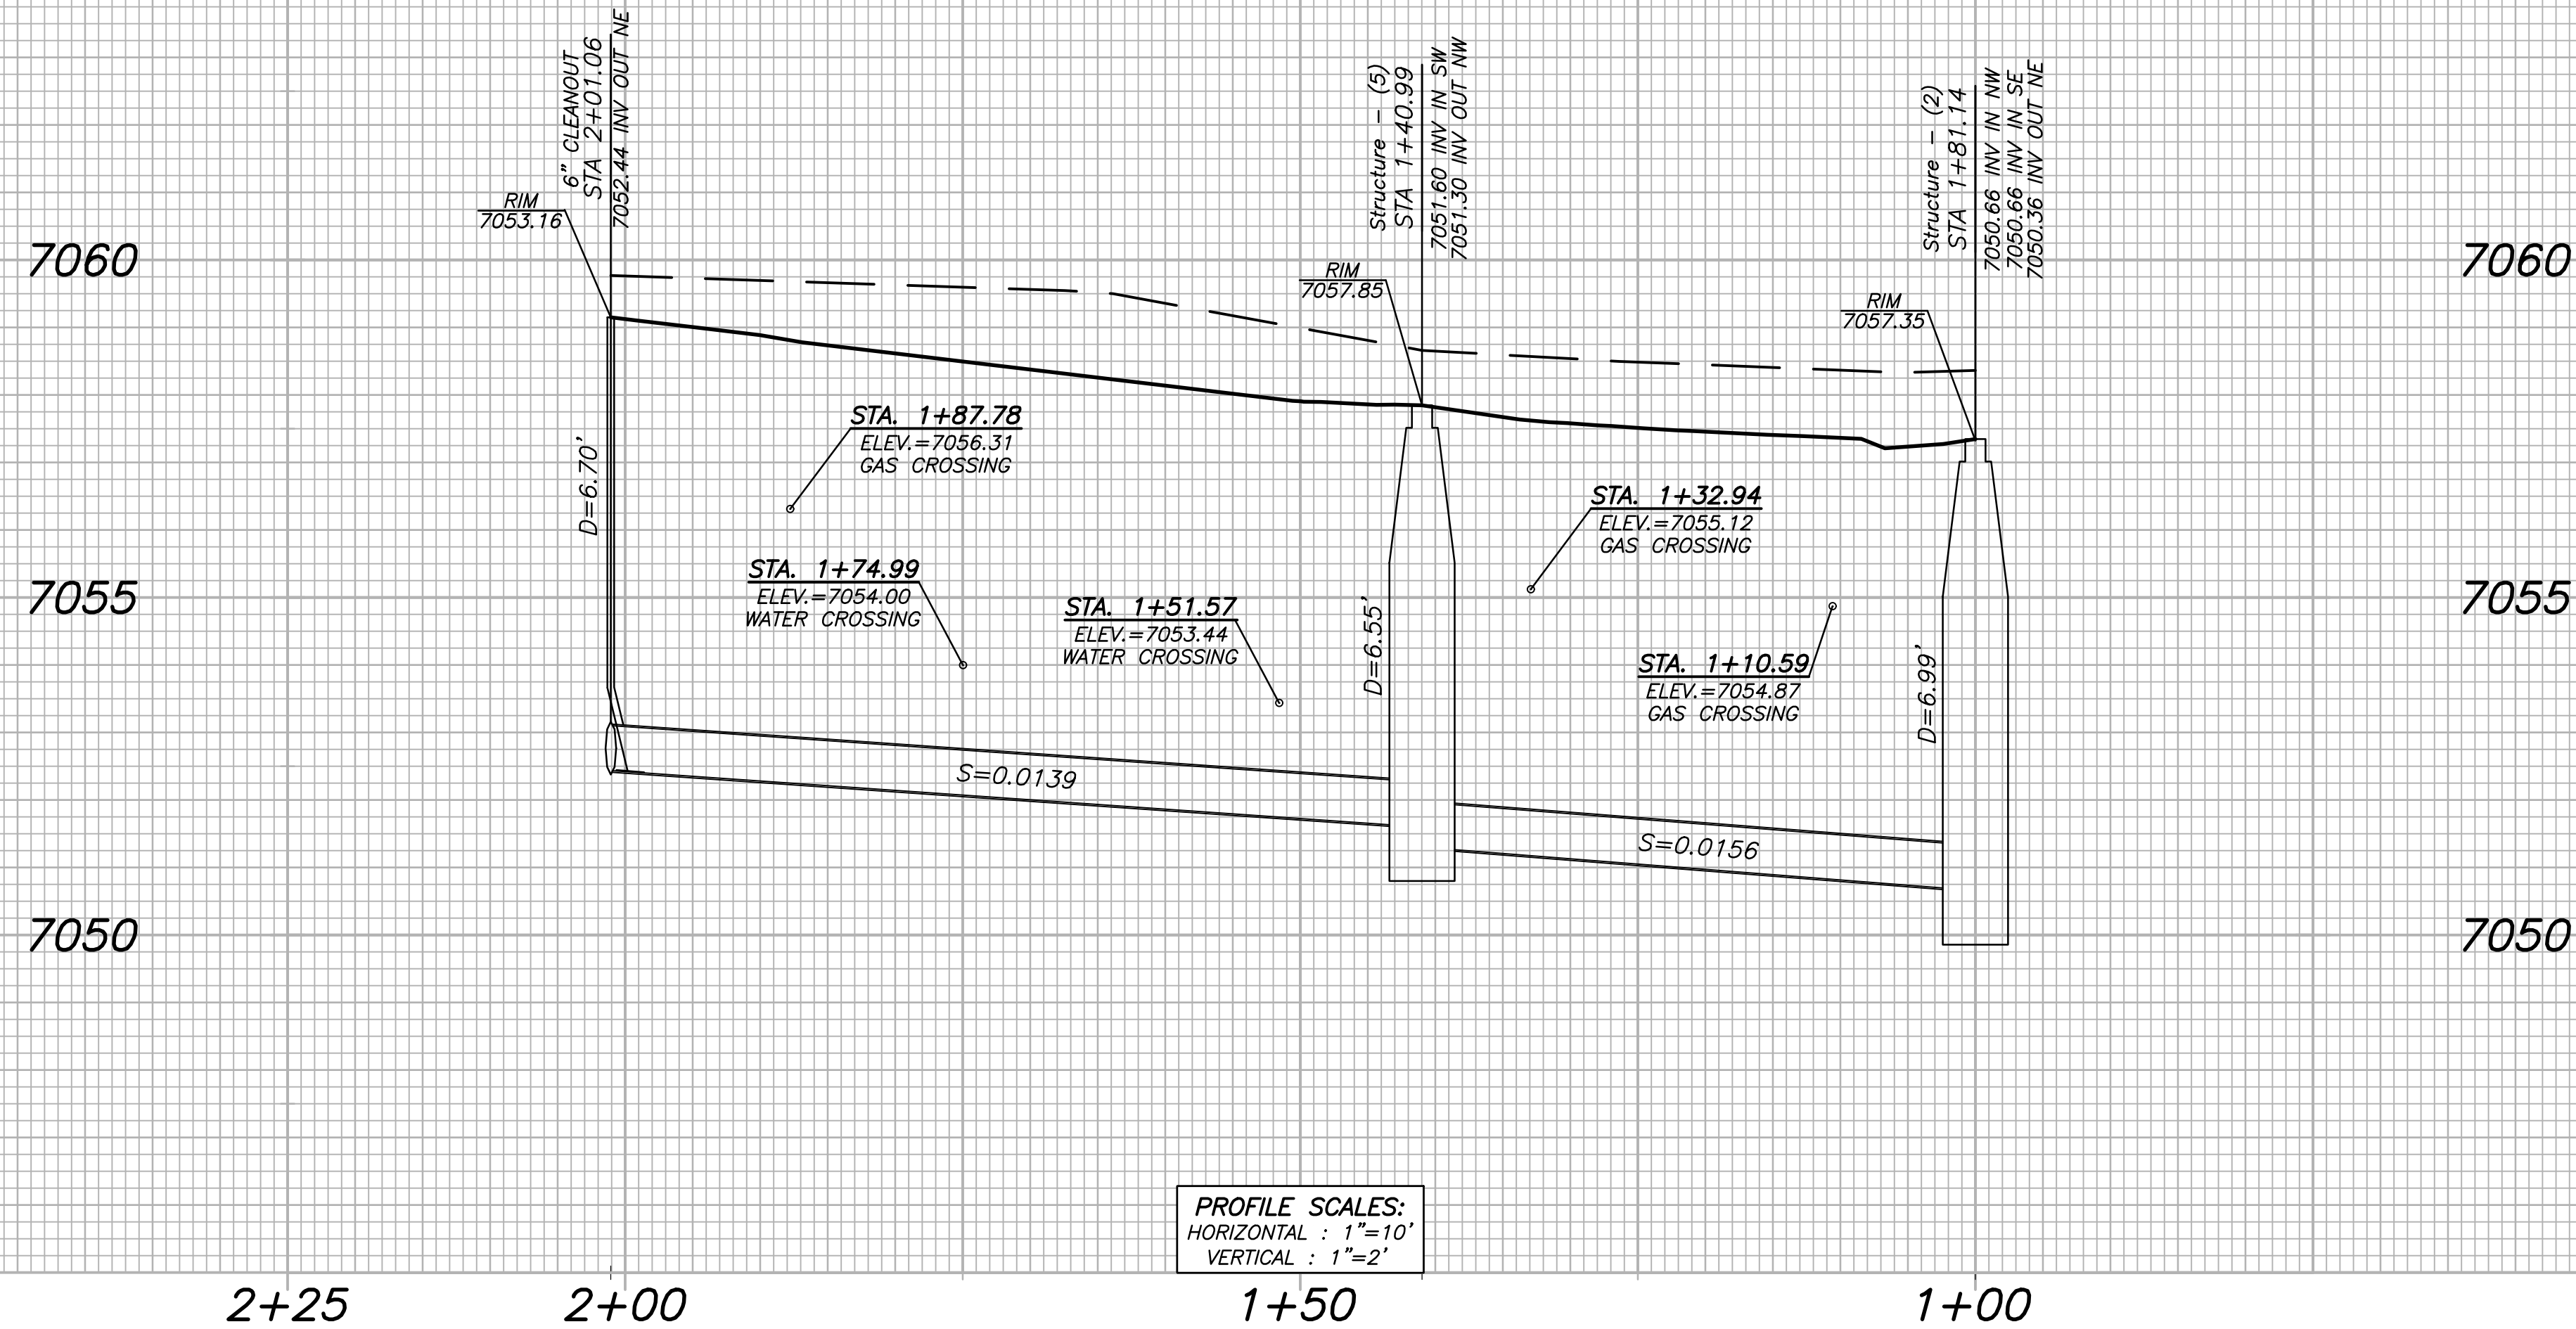 6" CLEANOUT
STA 2+01.06
7052.44 INV OUT NE
Structure - (5)
STA 1+40.99
7051.60 INV IN SW
7051.30 INV OUT NW
Structure - (2)
STA 1+81.14
7050.66 INV IN NW
7050.66 INV IN SE
7050.36 INV OUT NE
RIM
7053.16
7060
7060
RIM
7057.85
RIM
7057.35
STA. 1+87.78
ELEV.=7056.31
GAS CROSSING
D=6.70'
STA. 1+32.94
ELEV.=7055.12
GAS CROSSING
7055
7055
STA. 1+74.99
ELEV.=7054.00
WATER CROSSING
STA. 1+51.57
ELEV.=7053.44
WATER CROSSING
D=6.55'
STA. 1+10.59
ELEV.=7054.87
GAS CROSSING
D=6.99'
S=0.0139
S=0.0156
7050
7050
PROFILE SCALES:
HORIZONTAL : 1"=10'
VERTICAL : 1"=2'
2+25
2+00
1+50
1+00